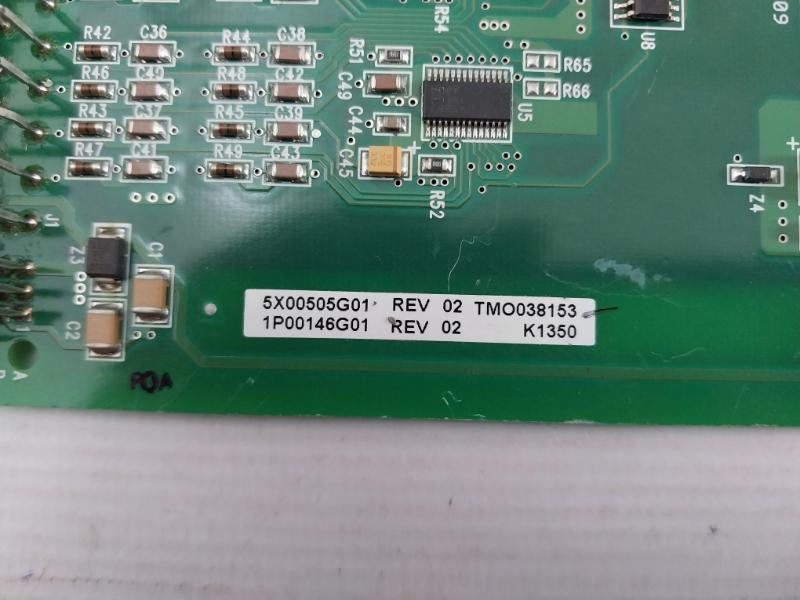 R54
U8
09
R42 C36 R44 C38 R51
R65
R46 C40 R48 C42 C49
R66
U5
R43 C37 R45 C39 C44
R47 C41 R49 C43 C45 +
R52
+
Z4
J1
Z3 C1
C2
5X00505G01 REV 02 TMO038153
1P00146G01 REV 02 K1350
A